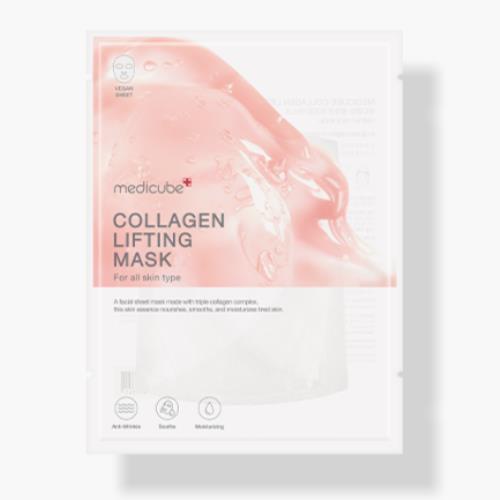 VEGAN
SHEET
medicube
COLLAGEN
LIFTING
MASK
For all skin type
A facial sheet mask made with triple collagen complex,
this skin essence nourishes, smooths, and moisturizes tired skin.
Anti-Wrinkle
Soothe
Moisturizing